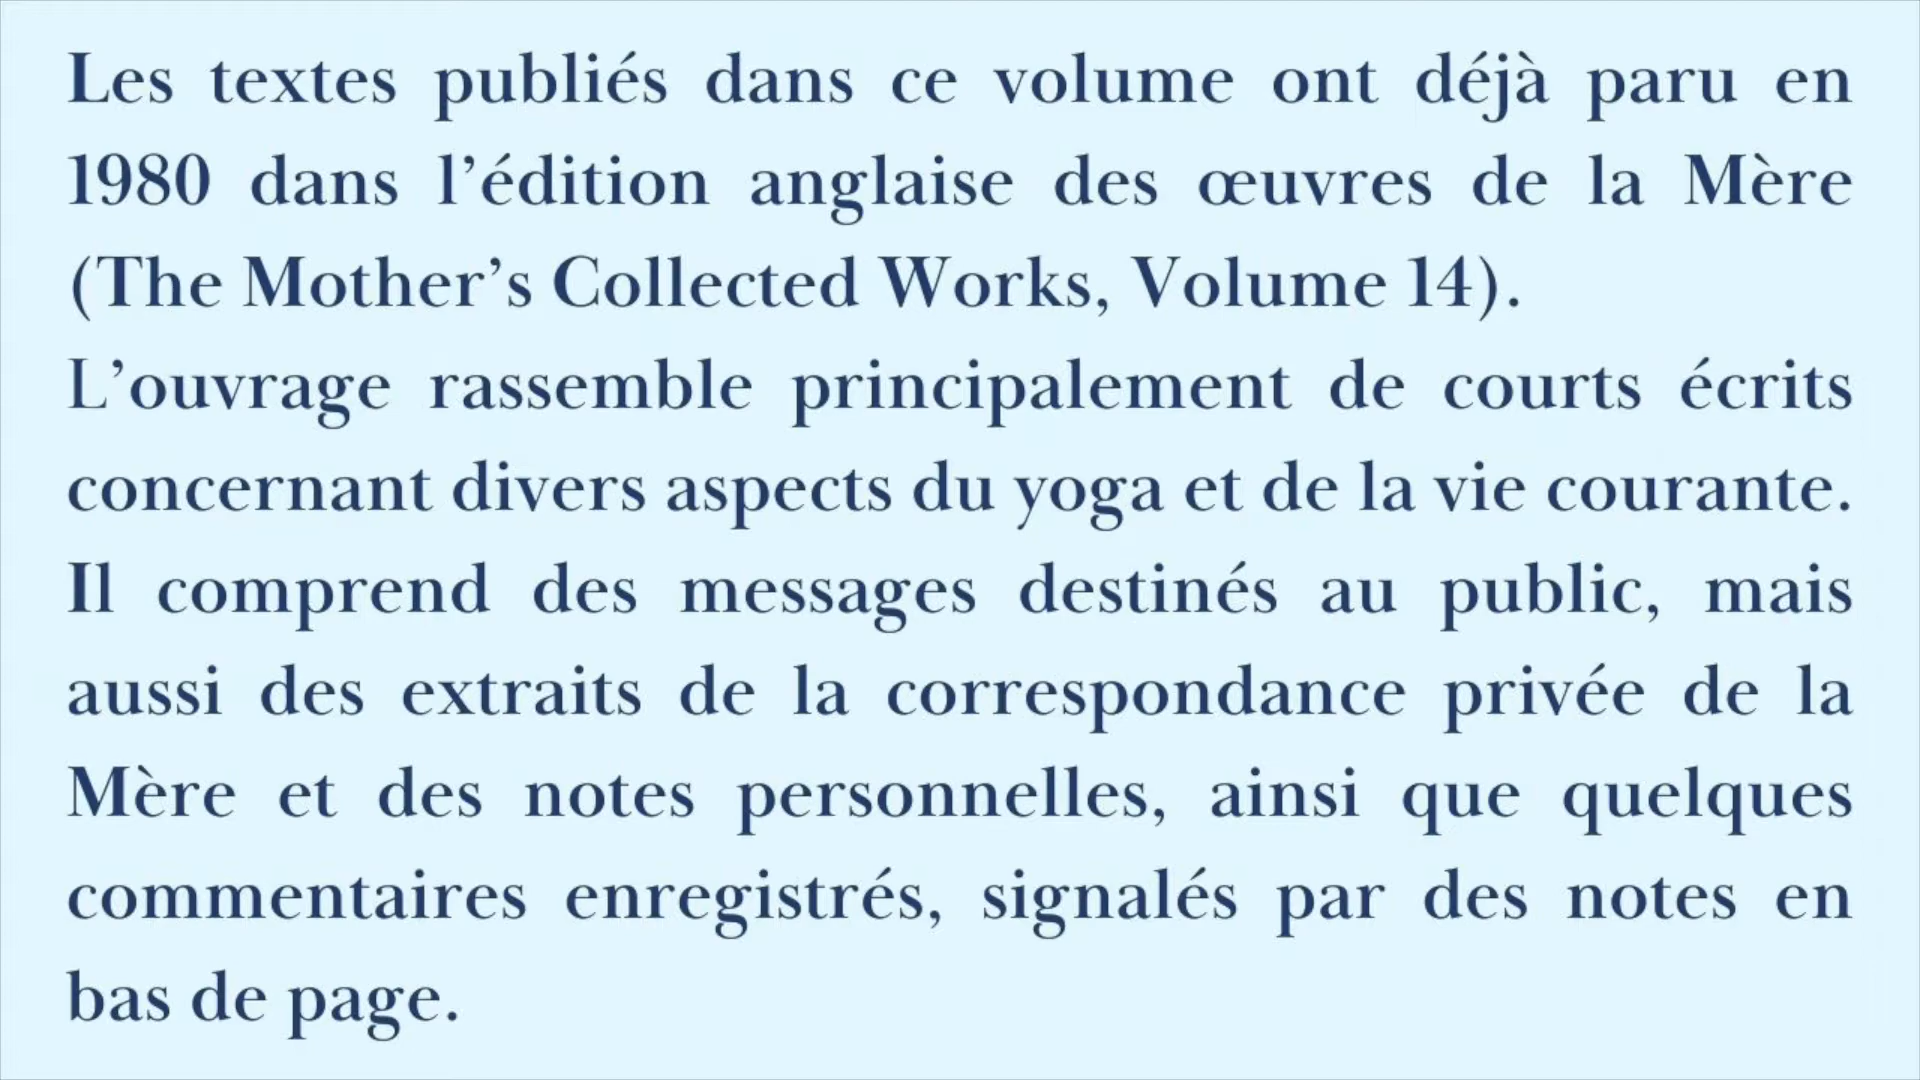 Les textes publiés dans ce volume ont déjà paru en
1980 dans l’édition anglaise des œuvres de la Mère
(The Mother’s Collected Works, Volume 14).
L’ouvrage rassemble principalement de courts écrits
concernant divers aspects du yoga et de la vie courante.
Il comprend des messages destinés au public, mais
aussi des extraits de la correspondance privée de la
Mère et des notes personnelles, ainsi que quelques
commentaires enregistrés, signalés par des notes en
bas de page.